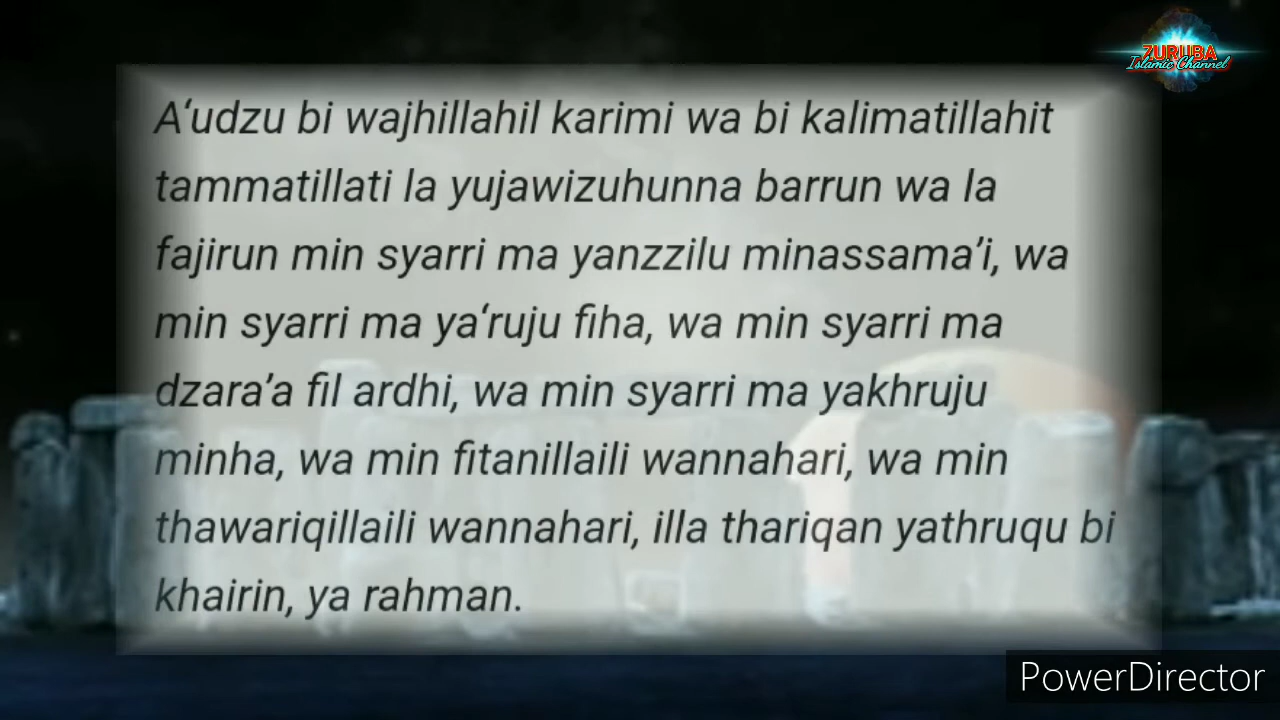 ZURUBA
Islamic Channel
A‘udzu bi wajhillahil karimi wa bi kalimatillahit
tammatillati la yujawizuhunna barrun wa la
fajirun min syarri ma yanzzilu minassama’i, wa
min syarri ma ya‘ruju fiha, wa min syarri ma
dzara’a fil ardhi, wa min syarri ma yakhruju
minha, wa min fitanillaili wannahari, wa min
thawariqillaili wannahari, illa thariqan yathruqu bi
khairin, ya rahman.
PowerDirector